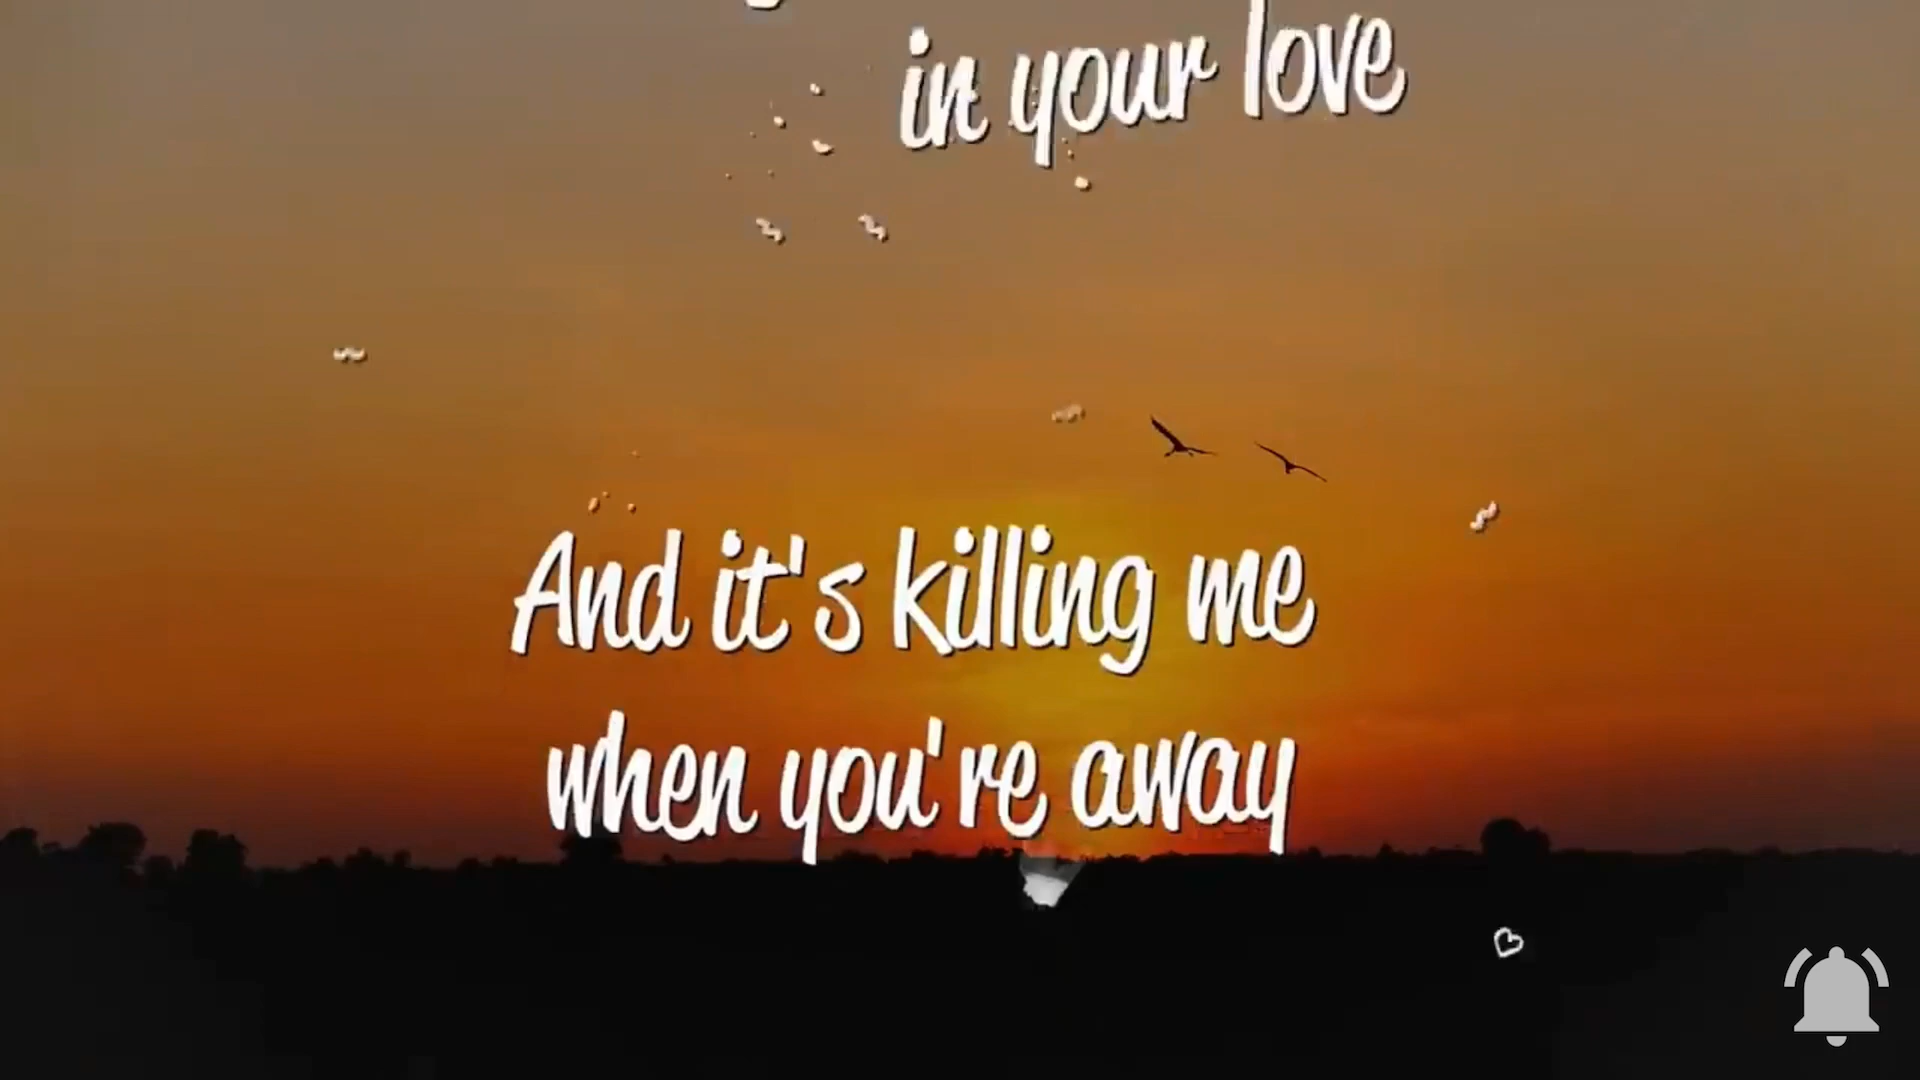 in your love
And it's killing me
when you're away